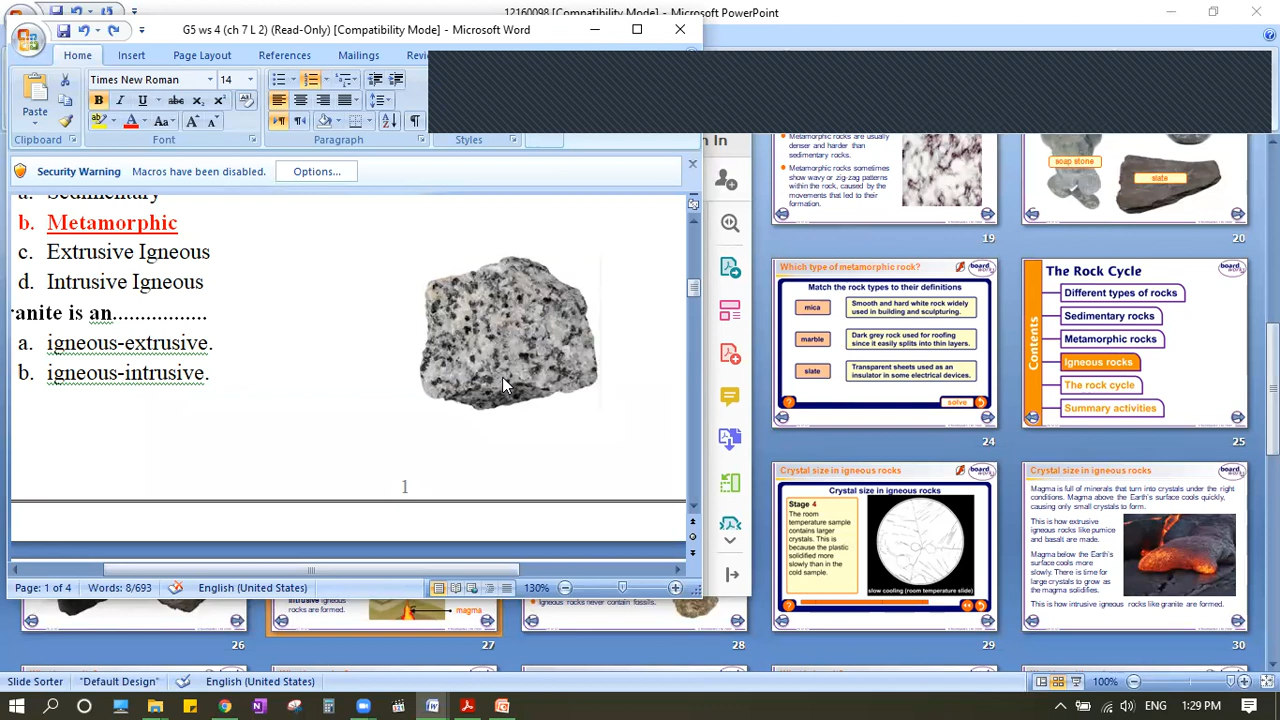 12160098 [Compatibility Mode] - Microsoft PowerPoint
G5 ws 4 (ch 7 L 2) (Read-Only) [Compatibility Mode] - Microsoft Word
Home
Insert
Page Layout
References
Mailings
Times New Roman
14
Paste
Clipboard
Font
Paragraph
Styles
Security Warning
Macros have been disabled.
Options...
b. Metamorphic
c. Extrusive Igneous
d. Intrusive Igneous
anite is an...............
a. igneous-extrusive.
b. igneous-intrusive.
1
Page: 1 of 4
Words: 8/693
English (United States)
130%
Metamorphic rocks are usually
denser and harder than
sedimentary rocks.
Metamorphic rocks sometimes
show wavy or zig-zag patterns
within the rock, caused by the
movements that led to their
formation.
19
soap stone
slate
20
Which type of metamorphic rock?
board
Match the rock types to their definitions
mica
Smooth and hard white rock widely
used in building and sculpturing.
marble
Dark grey rock used for roofing
since it easily splits into thin layers.
slate
Transparent sheets used as an
insulator in some electrical devices.
solve
24
The Rock Cycle
board
Contents
Different types of rocks
Sedimentary rocks
Metamorphic rocks
Igneous rocks
The rock cycle
Summary activities
25
Crystal size in igneous rocks
board
Crystal size in igneous rocks
Stage 4
The room
temperature sample
contains larger
crystals. This is
because the plastic
solidified more
slowly than in the
cold sample.
slow cooling (room temperature slide)
29
Crystal size in igneous rocks
board
Magma is full of minerals that turn into crystals under the right
conditions. Magma above the Earth's surface cools quickly,
causing only small crystals to form.
This is how extrusive
igneous rocks like pumice
and basalt are made.
Magma below the Earth's
surface cools more
slowly. There is time for
large crystals to grow as
the magma solidifies.
This is how intrusive igneous rocks like granite are formed.
30
26
rocks are formed.
magma
27
Igneous rocks never contain fossils.
28
Slide Sorter
"Default Design"
English (United States)
100%
1:29 PM